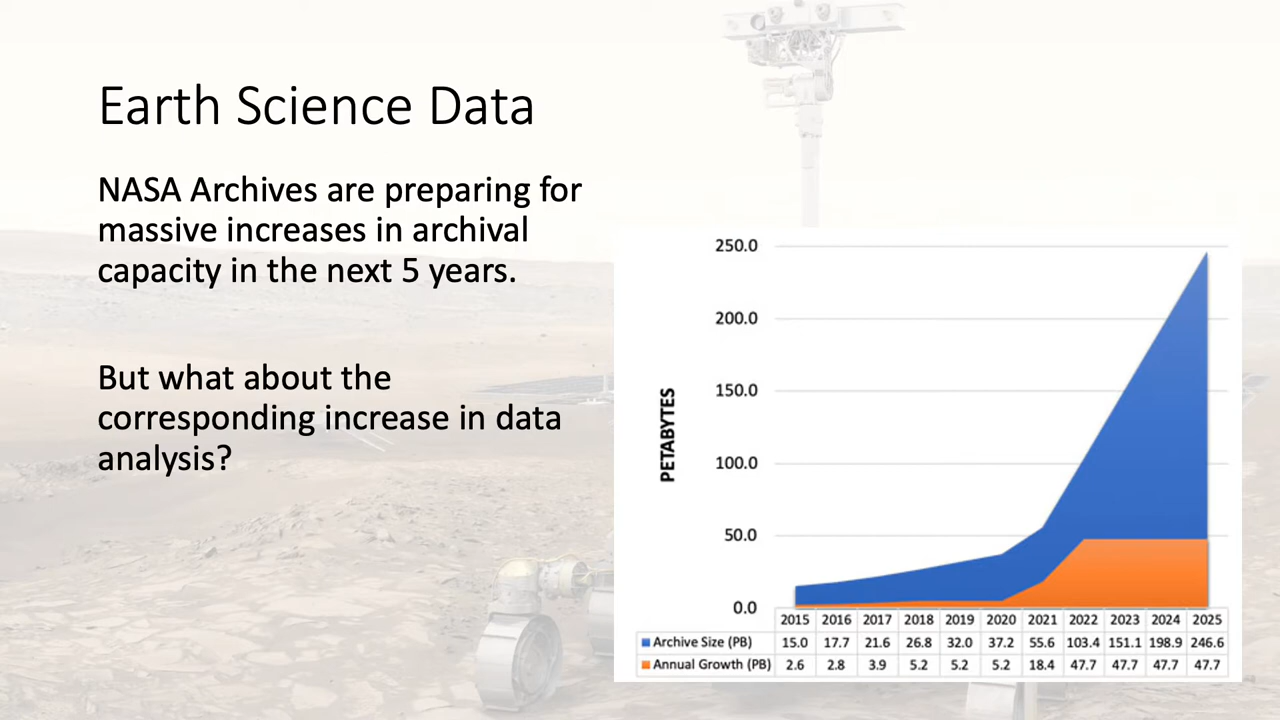 Earth Science Data
NASA Archives are preparing for
massive increases in archival
capacity in the next 5 years.
But what about the
corresponding increase in data
analysis?
250.0
200.0
150.0
100.0
50.0
0.0
PETABYTES
2015 2016 2017 2018 2019 2020 2021 2022 2023 2024 2025
Archive Size (PB) 15.0 17.7 21.6 26.8 32.0 37.2 55.6 103.4 151.1 198.9 246.6
Annual Growth (PB) 2.6 2.8 3.9 5.2 5.2 5.2 18.4 47.7 47.7 47.7 47.7